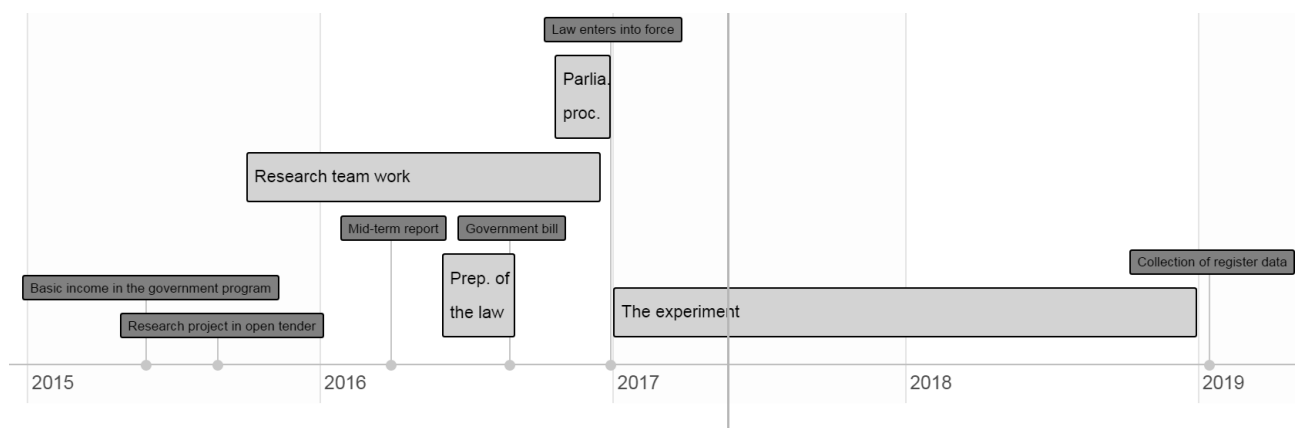 Law enters into force
Parlia.
proc.
Research team work
Mid-term report
Government bill
Collection of register data
Prep. of
the law
Basic income in the government program
The experiment
Research project in open tender
2015
2016
2017
2018
2019